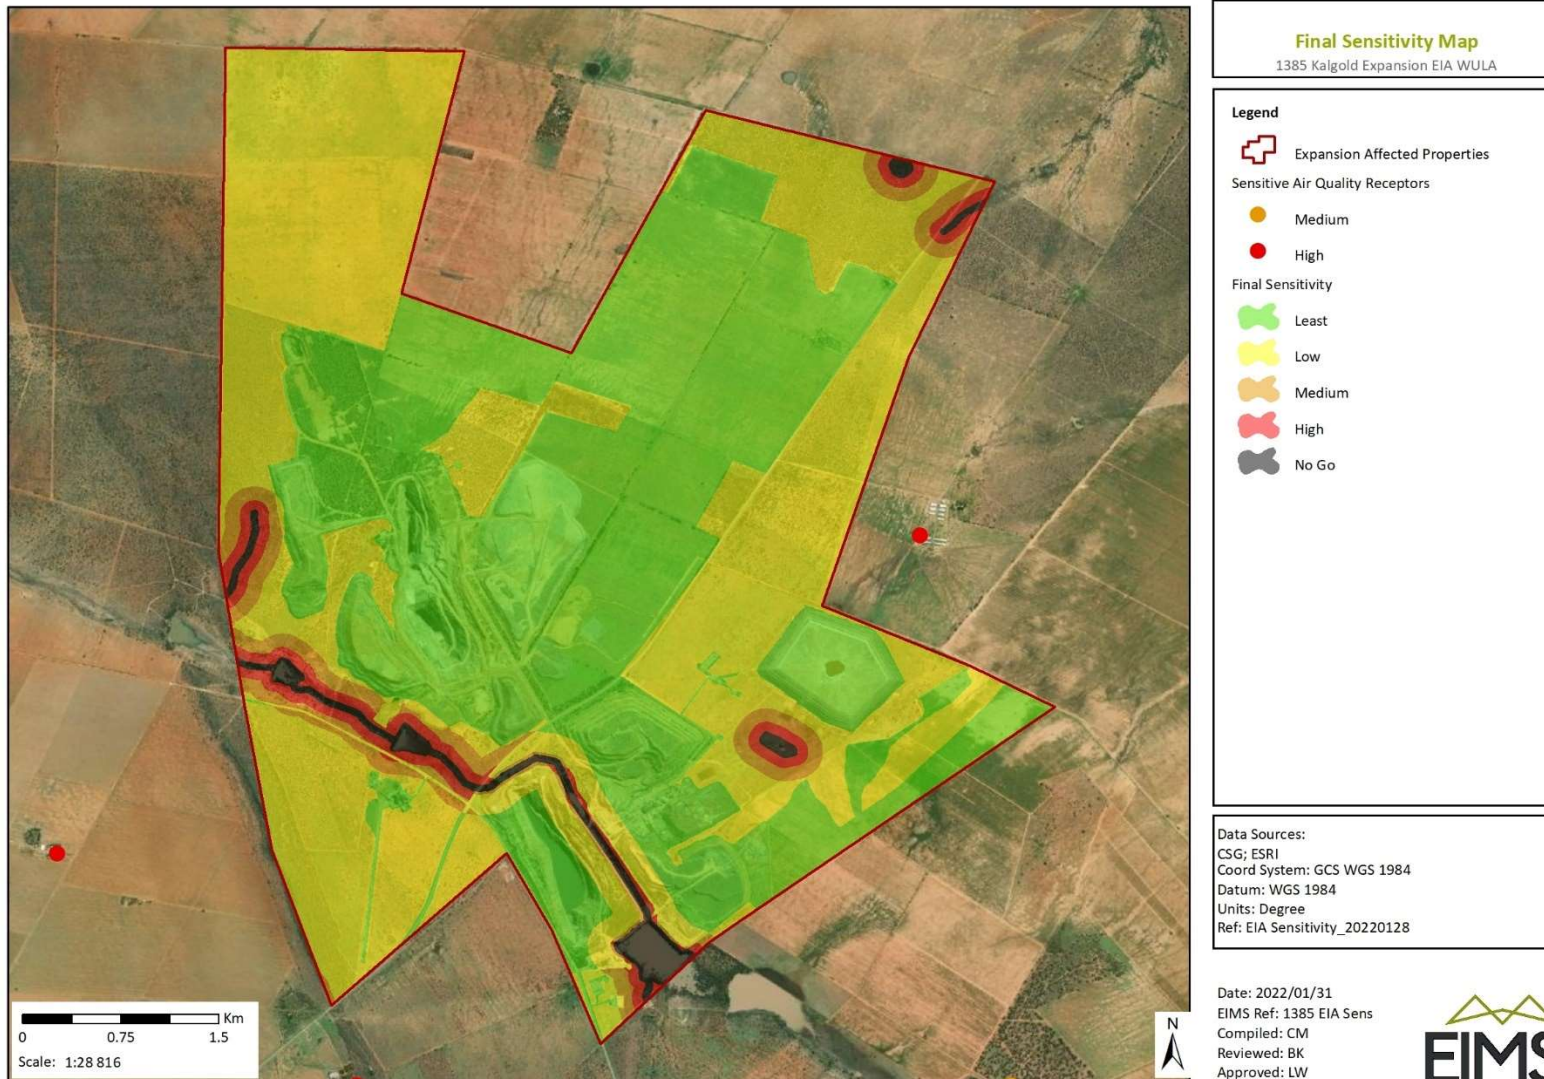 Final Sensitivity Map
1385 Kalgold Expansion EIA WULA
Legend
Expansion Affected Properties
Sensitive Air Quality Receptors
Medium
High
Final Sensitivity
Least
Low
Medium
High
No Go
Data Sources:
CSG; ESRI
Coord System: GCS WGS 1984
Datum: WGS 1984
Units: Degree
Ref: EIA Sensitivity_20220128
Date: 2022/01/31
EIMS Ref: 1385 EIA Sens
Compiled: CM
Reviewed: BK
Approved: LW
EIMS
N
Km
0 0.75 1.5
Scale: 1:28 816